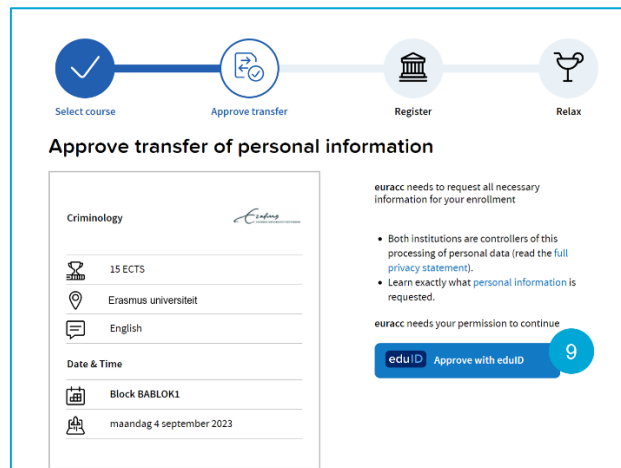 Select course
Approve transfer
Register
Relax
Approve transfer of personal information
Criminology
Erasmus
15 ECTS
Erasmus universiteit
English
Date & Time
Block BABLOK1
maandag 4 september 2023
euracc needs to request all necessary
information for your enrollment
• Both institutions are controllers of this
processing of personal data (read the full
privacy statement).
• Learn exactly what personal information is
requested.
euracc needs your permission to continue
eduID Approve with eduID
9